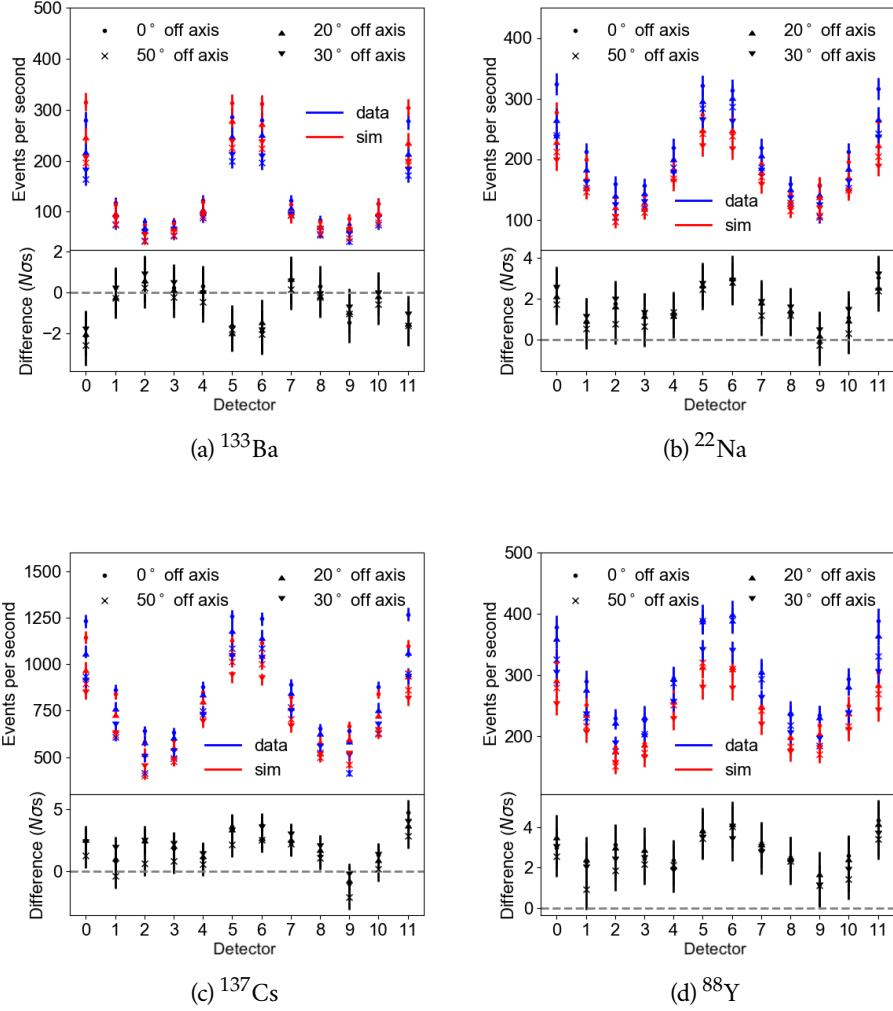 500
400
300
200
100
Events per second
0° off axis
50° off axis
20° off axis
30° off axis
data
sim
2
0
−2
Difference (Nσs)
0 1 2 3 4 5 6 7 8 9 10 11
Detector
(a) ¹³³Ba
400
300
200
100
Events per second
0° off axis
50° off axis
20° off axis
30° off axis
data
sim
4
2
0
Difference (Nσs)
0 1 2 3 4 5 6 7 8 9 10 11
Detector
(b) ²²Na
1500
1250
1000
750
500
Events per second
0° off axis
50° off axis
20° off axis
30° off axis
data
sim
5
0
Difference (Nσs)
0 1 2 3 4 5 6 7 8 9 10 11
Detector
(c) ¹³⁷Cs
500
400
300
200
Events per second
0° off axis
50° off axis
20° off axis
30° off axis
data
sim
4
2
0
Difference (Nσs)
0 1 2 3 4 5 6 7 8 9 10 11
Detector
(d) ⁸⁸Y